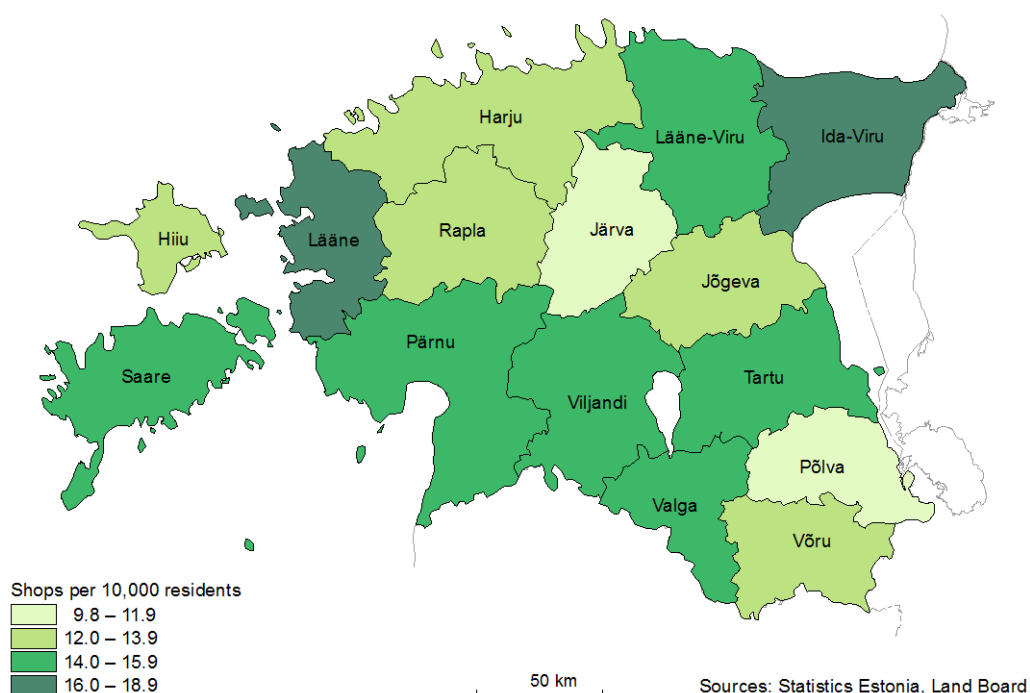 Harju
Lääne-Viru
Ida-Viru
Hiiu
Lääne
Rapla
Järva
Jõgeva
Pärnu
Saare
Viljandi
Tartu
Põlva
Valga
Võru
Shops per 10,000 residents
9.8 – 11.9
12.0 – 13.9
14.0 – 15.9
16.0 – 18.9
50 km
Sources: Statistics Estonia, Land Board